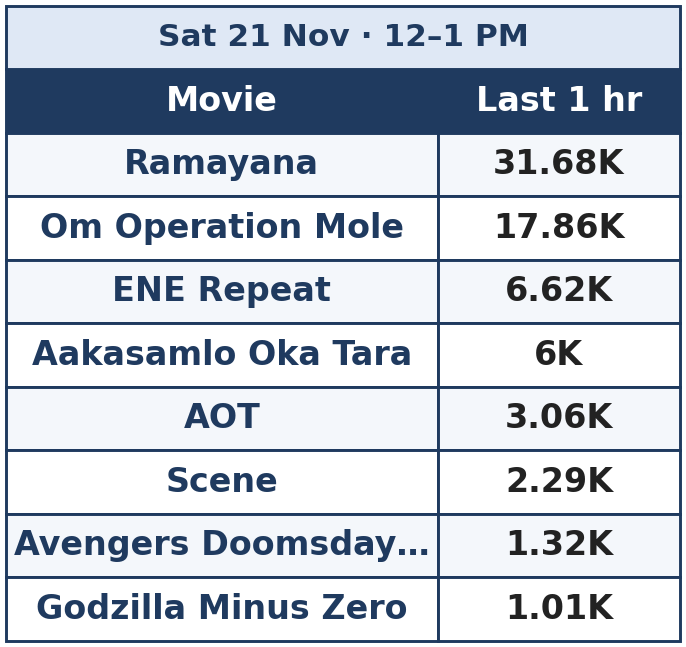 Sat 21 Nov · 12–1 PM
Movie Last 1 hr
Ramayana 31.68K
Om Operation Mole 17.86K
ENE Repeat 6.62K
Aakasamlo Oka Tara 6K
AOT 3.06K
Scene 2.29K
Avengers Doomsday… 1.32K
Godzilla Minus Zero 1.01K